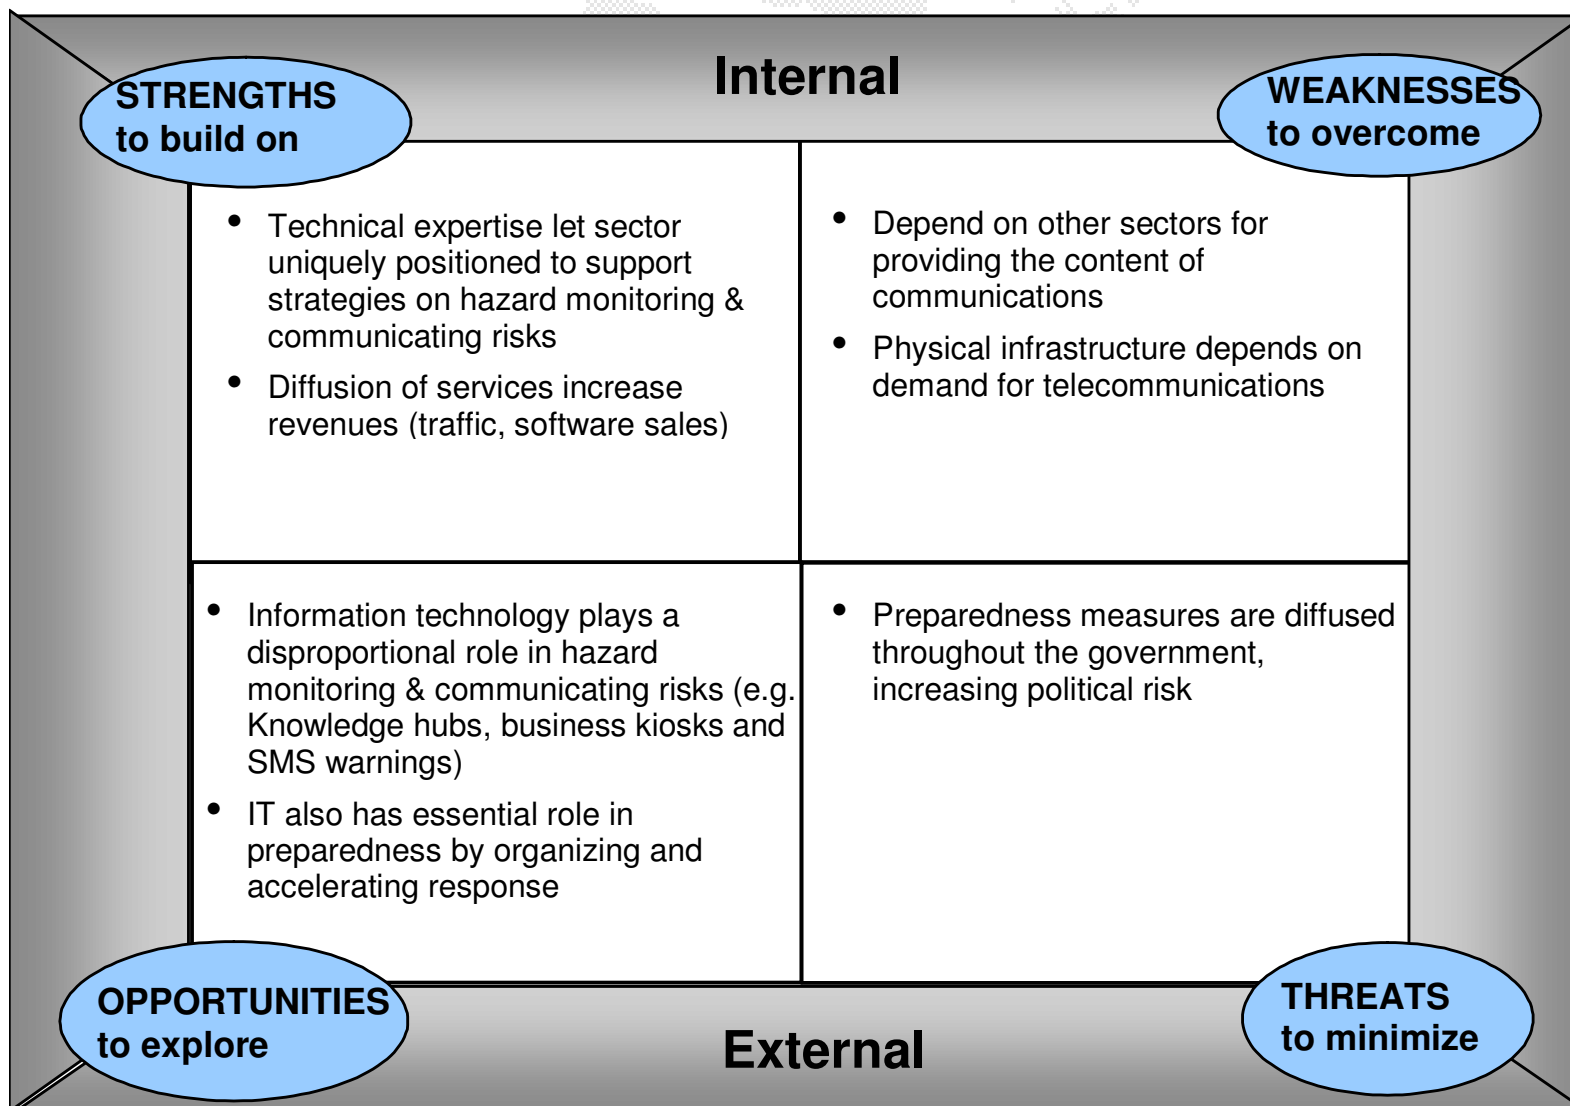 Internal
STRENGTHS
to build on
WEAKNESSES
to overcome
• Technical expertise let sector
uniquely positioned to support
strategies on hazard monitoring &
communicating risks
• Diffusion of services increase
revenues (traffic, software sales)
• Depend on other sectors for
providing the content of
communications
• Physical infrastructure depends on
demand for telecommunications
• Information technology plays a
disproportional role in hazard
monitoring & communicating risks (e.g.
Knowledge hubs, business kiosks and
SMS warnings)
• IT also has essential role in
preparedness by organizing and
accelerating response
• Preparedness measures are diffused
throughout the government,
increasing political risk
OPPORTUNITIES
to explore
External
THREATS
to minimize